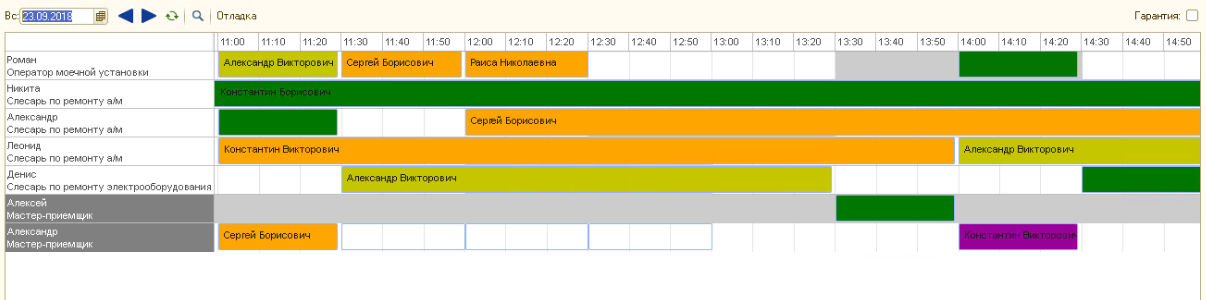 Вс: 23.09.2018 Отладка Гарантия:
11:00 11:10 11:20 11:30 11:40 11:50 12:00 12:10 12:20 12:30 12:40 12:50 13:00 13:10 13:20 13:30 13:40 13:50 14:00 14:10 14:20 14:30 14:40 14:50
Роман
Оператор моечной установки
Александр Викторович Сергей Борисович Раиса Николаевна
Никита
Слесарь по ремонту а/м
Константин Борисович
Александр
Слесарь по ремонту а/м
Сергей Борисович
Леонид
Слесарь по ремонту а/м
Константин Викторович Александр Викторович
Денис
Слесарь по ремонту электрооборудования
Александр Викторович
Алексей
Мастер-приемщик
Александр
Мастер-приемщик
Сергей Борисович Константин Викторович